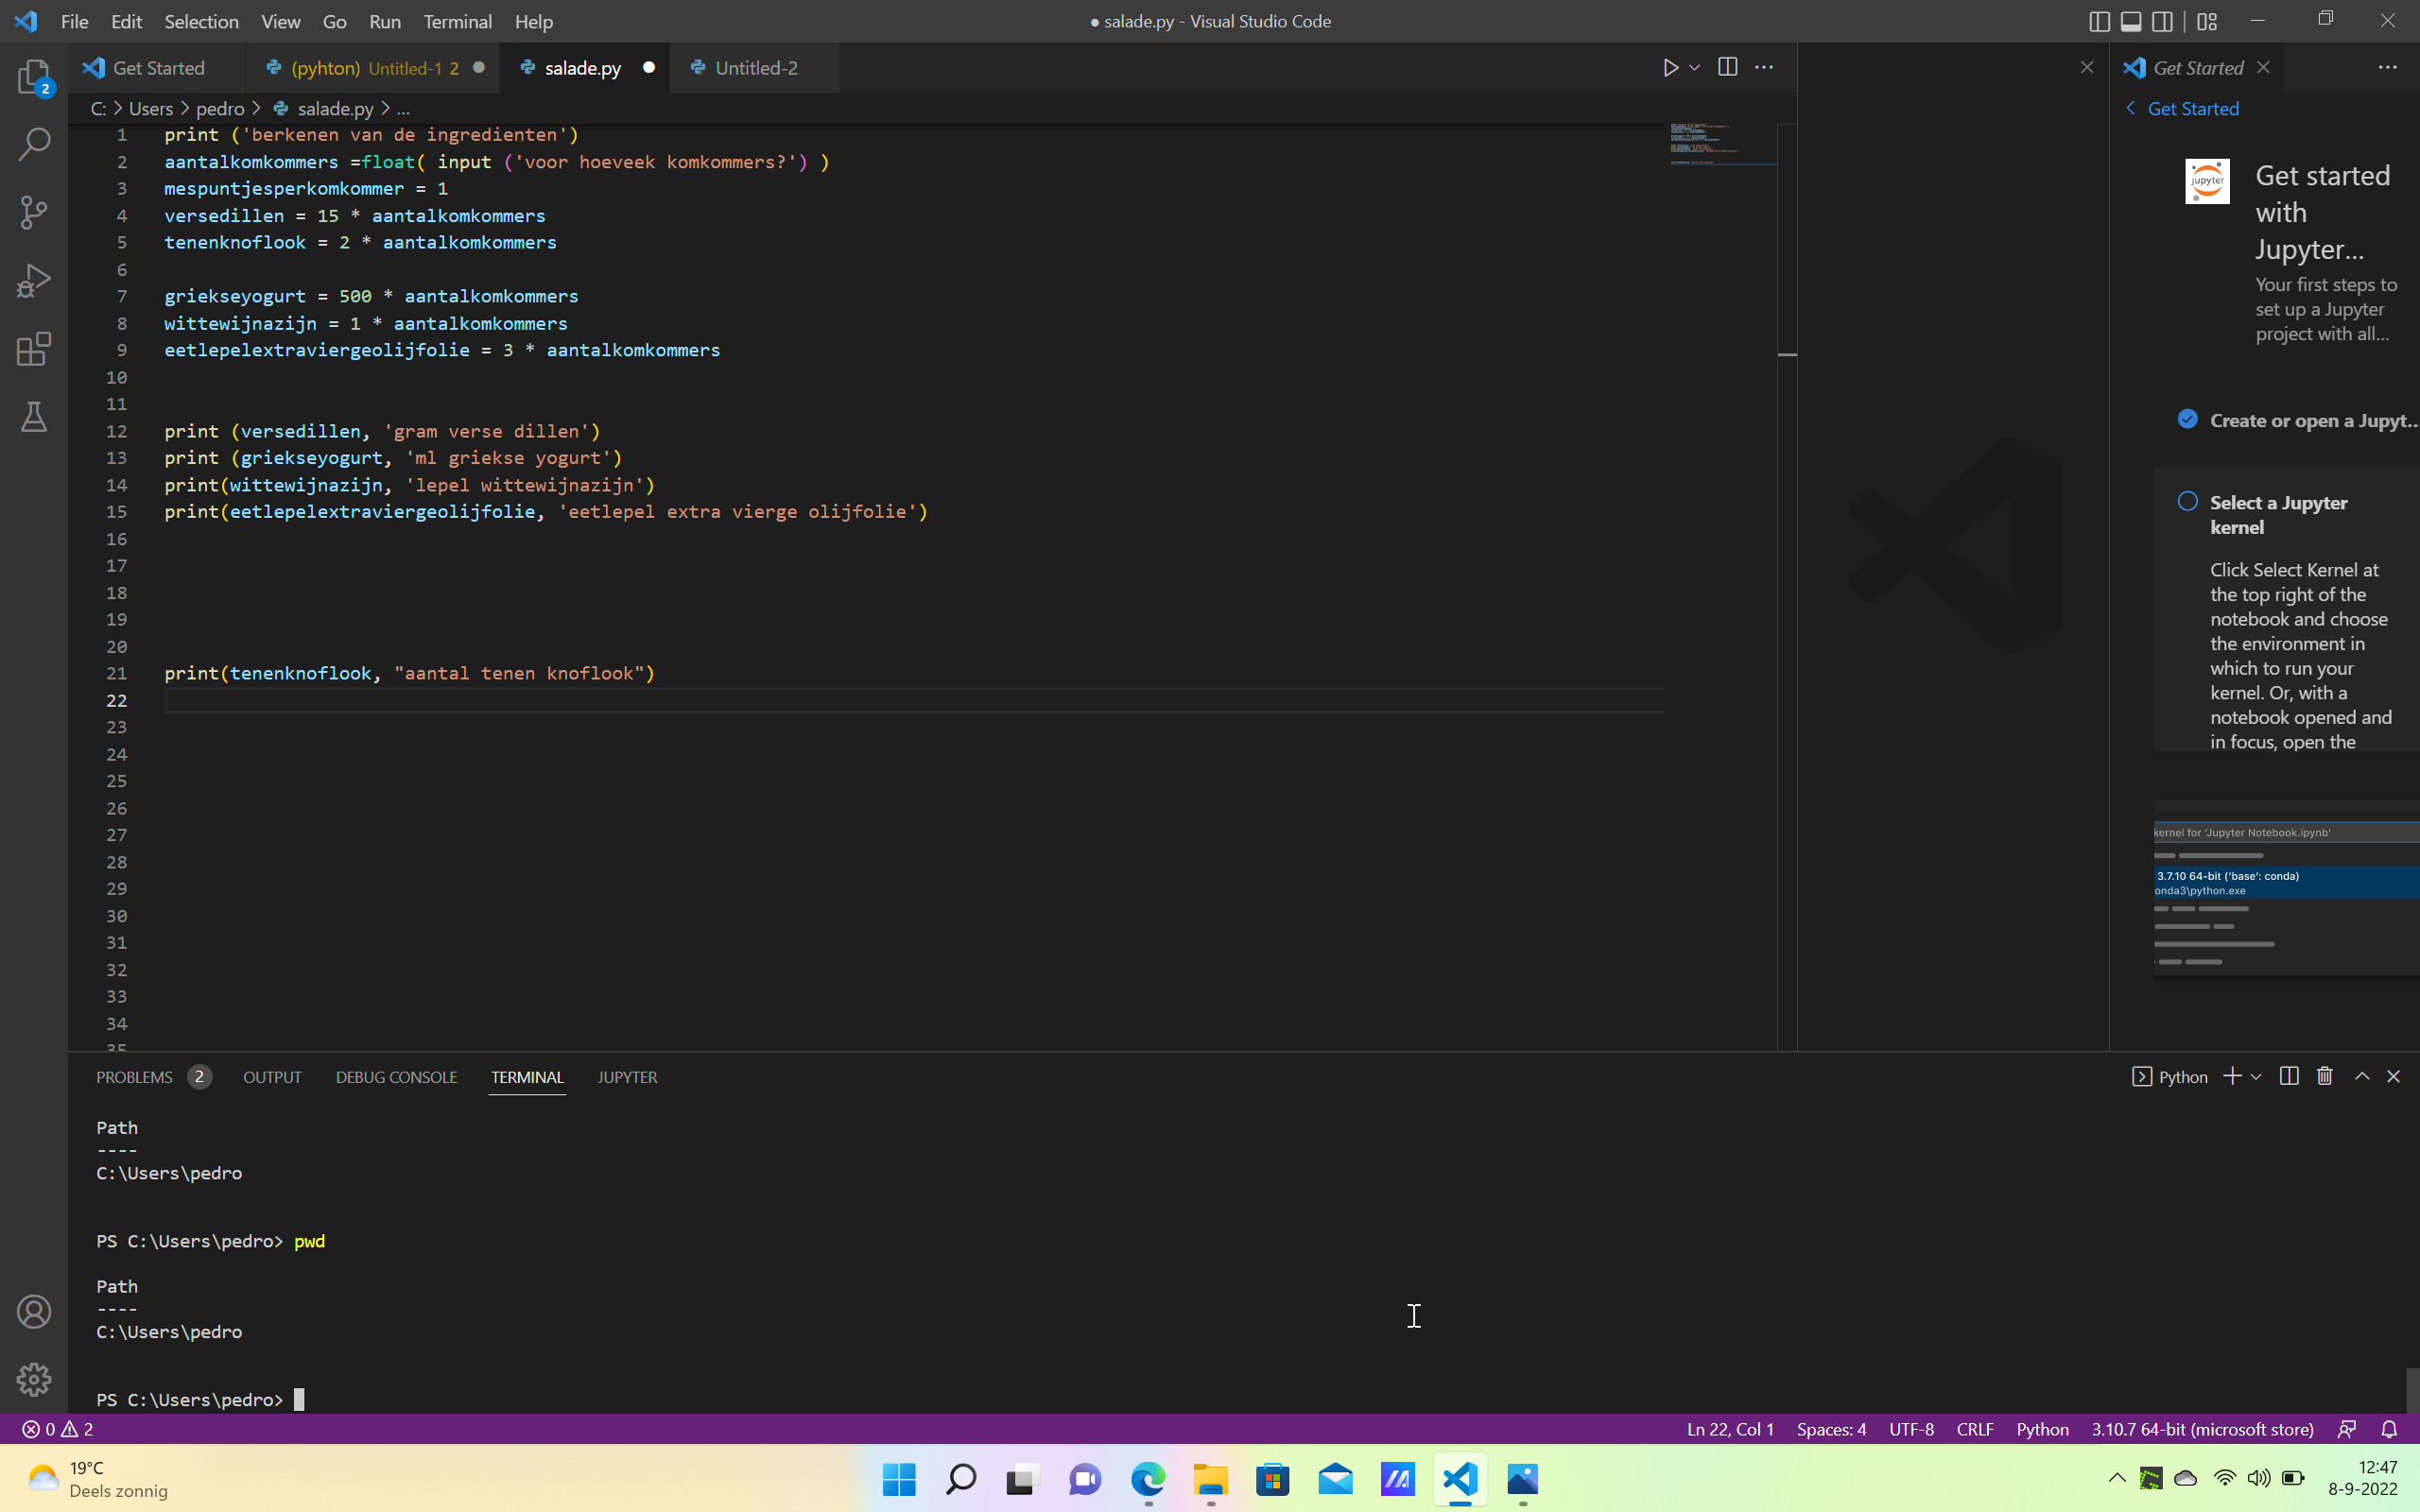 File Edit Selection View Go Run Terminal Help
● salade.py - Visual Studio Code
Get Started (pyhton) Untitled-1 2 salade.py Untitled-2
C: > Users > pedro > salade.py > ...
1 print ('berkenen van de ingredienten')
2 aantalkomkommers =float( input ('voor hoeveek komkommers?') )
3 mespuntjesperkomkommer = 1
4 versedillen = 15 * aantalkomkommers
5 tenenknoflook = 2 * aantalkomkommers
6
7 griekseyogurt = 500 * aantalkomkommers
8 wittewijnazijn = 1 * aantalkomkommers
9 eetlepelextraviergeolijfolie = 3 * aantalkomkommers
10
11
12 print (versedillen, 'gram verse dillen')
13 print (griekseyogurt, 'ml griekse yogurt')
14 print(wittewijnazijn, 'lepel wittewijnazijn')
15 print(eetlepelextraviergeolijfolie, 'eetlepel extra vierge olijfolie')
16
17
18
19
20
21 print(tenenknoflook, "aantal tenen knoflook")
22
23
24
25
26
27
28
29
30
31
32
33
34
35
Get Started
Get Started
jupyter
Get started
with
Jupyter...
Your first steps to
set up a Jupyter
project with all...
Create or open a Jupyt...
Select a Jupyter
kernel
Click Select Kernel at
the top right of the
notebook and choose
the environment in
which to run your
kernel. Or, with a
notebook opened and
in focus, open the
kernel for 'Jupyter Notebook.ipynb'
3.7.10 64-bit ('base': conda)
onda3\python.exe
2
PROBLEMS 2 OUTPUT DEBUG CONSOLE TERMINAL JUPYTER
Python
Path
----
C:\Users\pedro
PS C:\Users\pedro> pwd
Path
----
C:\Users\pedro
PS C:\Users\pedro>
0 2
Ln 22, Col 1 Spaces: 4 UTF-8 CRLF Python 3.10.7 64-bit (microsoft store)
19°C
Deels zonnig
12:47
8-9-2022